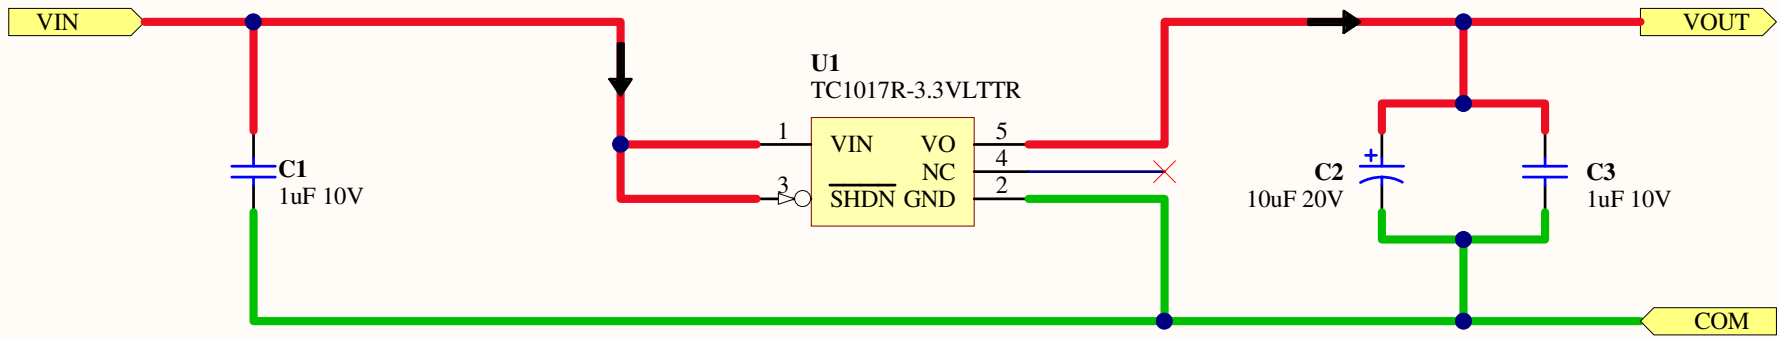 VIN
VOUT
U1
TC1017R-3.3VLTTR
1
VIN
VO
5
NC
4
3
SHDN
GND
2
C1
1uF 10V
+
C2
10uF 20V
C3
1uF 10V
COM